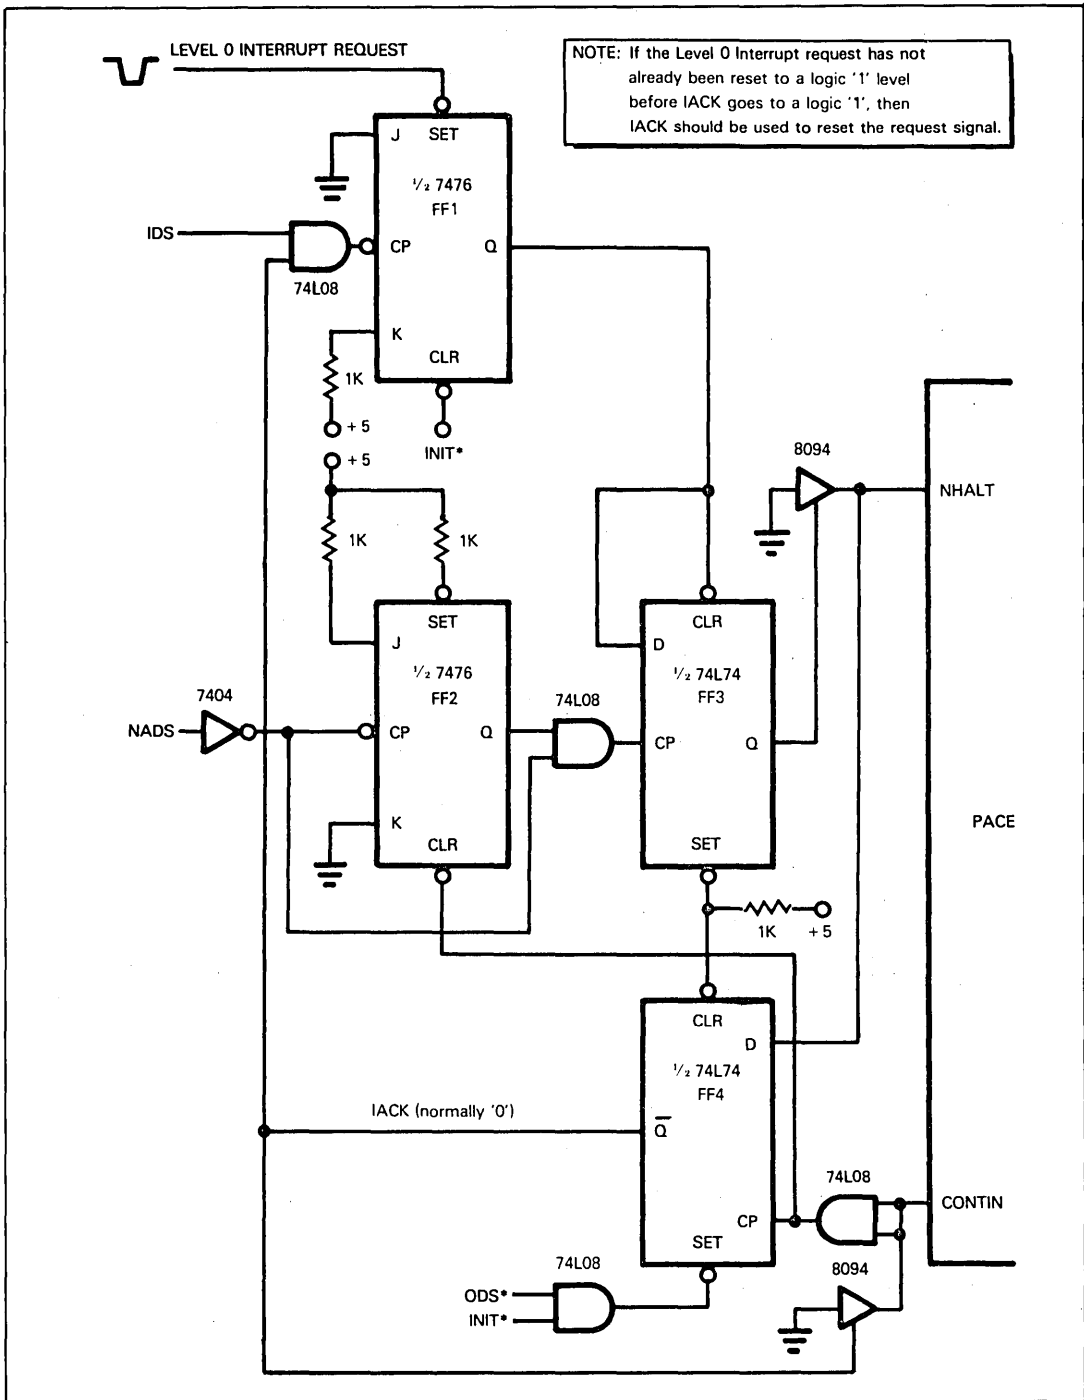 LEVEL 0 INTERRUPT REQUEST
NOTE: If the Level 0 Interrupt request has not
already been reset to a logic '1' level
before IACK goes to a logic '1', then
IACK should be used to reset the request signal.
J
SET
1/2 7476
FF1
IDS
CP
Q
74L08
K
CLR
1K
+ 5
INIT*
+ 5
8094
NHALT
1K
1K
SET
CLR
J
D
1/2 7476
FF2
1/2 74L74
FF3
7404
74L08
NADS
CP
Q
CP
Q
K
CLR
SET
PACE
1K
+ 5
CLR
D
1/2 74L74
FF4
IACK (normally '0')
Q
74L08
CONTIN
CP
SET
74L08
8094
ODS*
INIT*